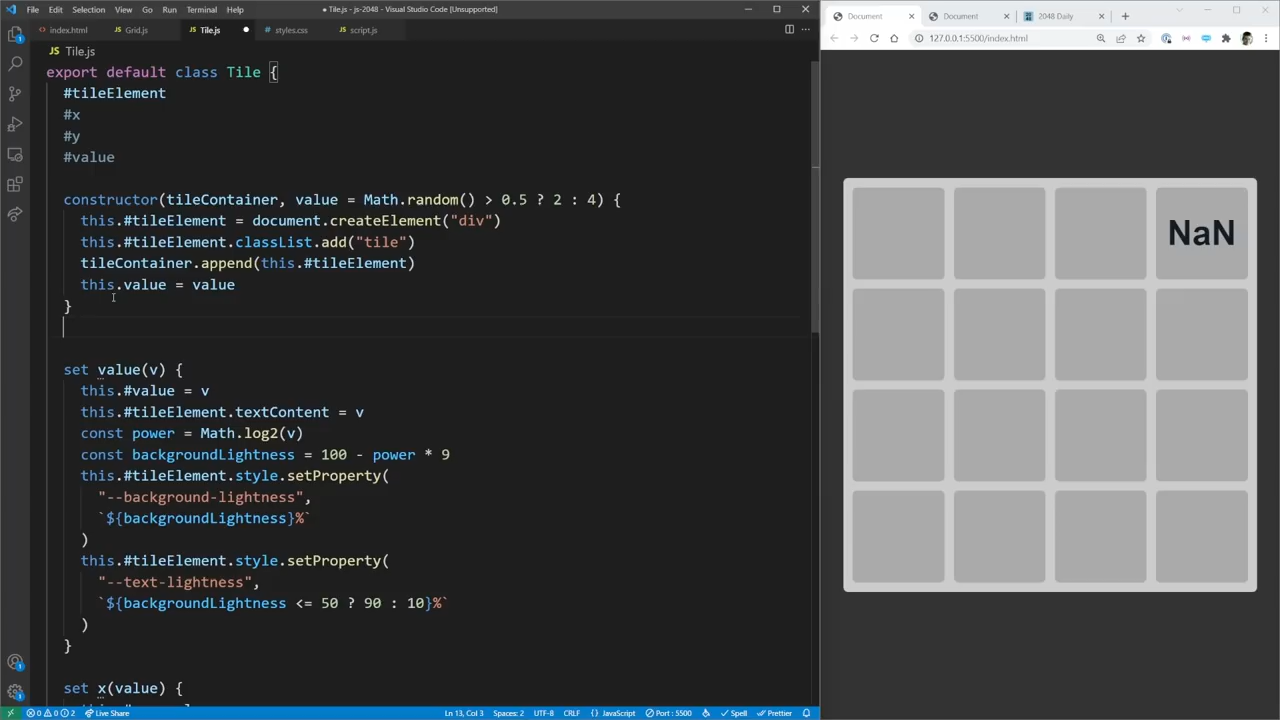 File Edit Selection View Go Run Terminal Help
• Tile.js - js-2048 - Visual Studio Code [Unsupported]
index.html Grid.js Tile.js styles.css script.js
Tile.js
export default class Tile {
#tileElement
#x
#y
#value
constructor(tileContainer, value = Math.random() > 0.5 ? 2 : 4) {
this.#tileElement = document.createElement("div")
this.#tileElement.classList.add("tile")
tileContainer.append(this.#tileElement)
this.value = value
}
set value(v) {
this.#value = v
this.#tileElement.textContent = v
const power = Math.log2(v)
const backgroundLightness = 100 - power * 9
this.#tileElement.style.setProperty(
"--background-lightness",
`${backgroundLightness}%`
)
this.#tileElement.style.setProperty(
"--text-lightness",
`${backgroundLightness <= 50 ? 90 : 10}%`
)
}
set x(value) {
0 0 2 Live Share Ln 13, Col 3 Spaces: 2 UTF-8 CRLF {} JavaScript Port : 5500 Spell Prettier
Document Document 2048 Daily
127.0.0.1:5500/index.html
NaN